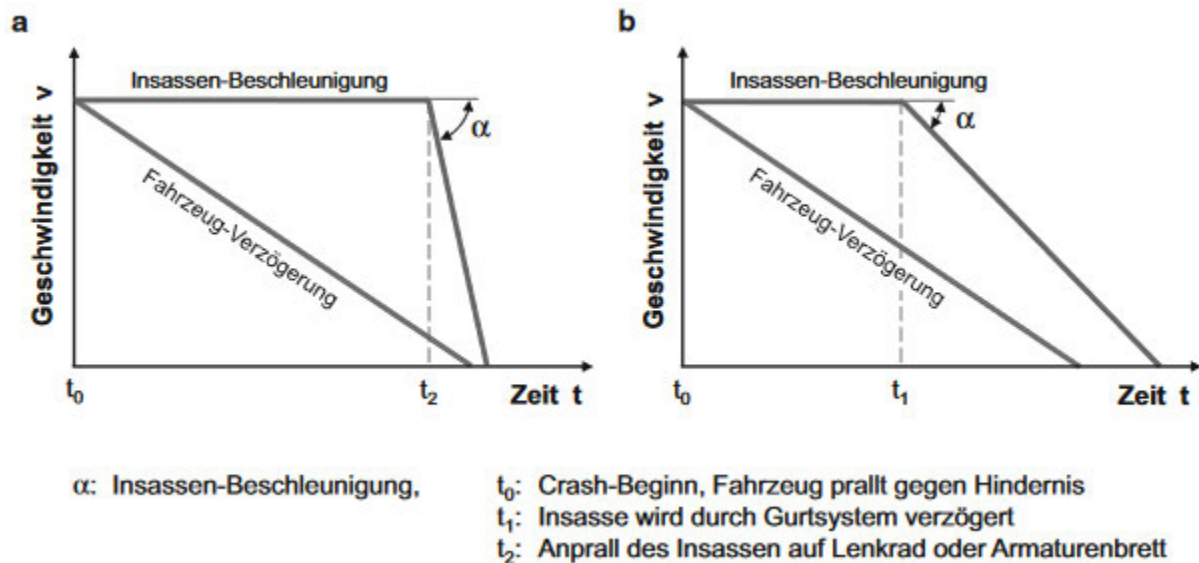 a
Insassen-Beschleunigung
Geschwindigkeit v
α
Fahrzeug-Verzögerung
t₀
t₂
Zeit t
b
Insassen-Beschleunigung
Geschwindigkeit v
α
Fahrzeug-Verzögerung
t₀
t₁
Zeit t
α: Insassen-Beschleunigung,
t₀: Crash-Beginn, Fahrzeug prallt gegen Hindernis
t₁: Insasse wird durch Gurtsystem verzögert
t₂: Anprall des Insassen auf Lenkrad oder Armaturenbrett